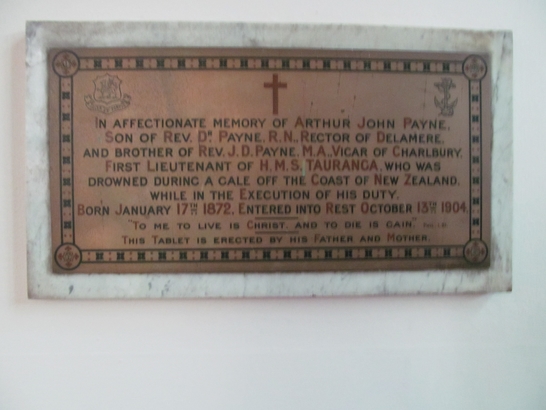 In Affectionate Memory of Arthur John Payne,
Son of Rev. Dr. Payne, R.N., Rector of Delamere,
and Brother of Rev. J.D. Payne, M.A., Vicar of Charlbury.
First Lieutenant of H.M.S. Tauranga, who was
drowned during a gale off the Coast of New Zealand,
while in the Execution of his Duty.
Born January 17th 1872, Entered into Rest October 13th 1904.
"To me to live is Christ, and to die is gain."
This Tablet is erected by his Father and Mother.